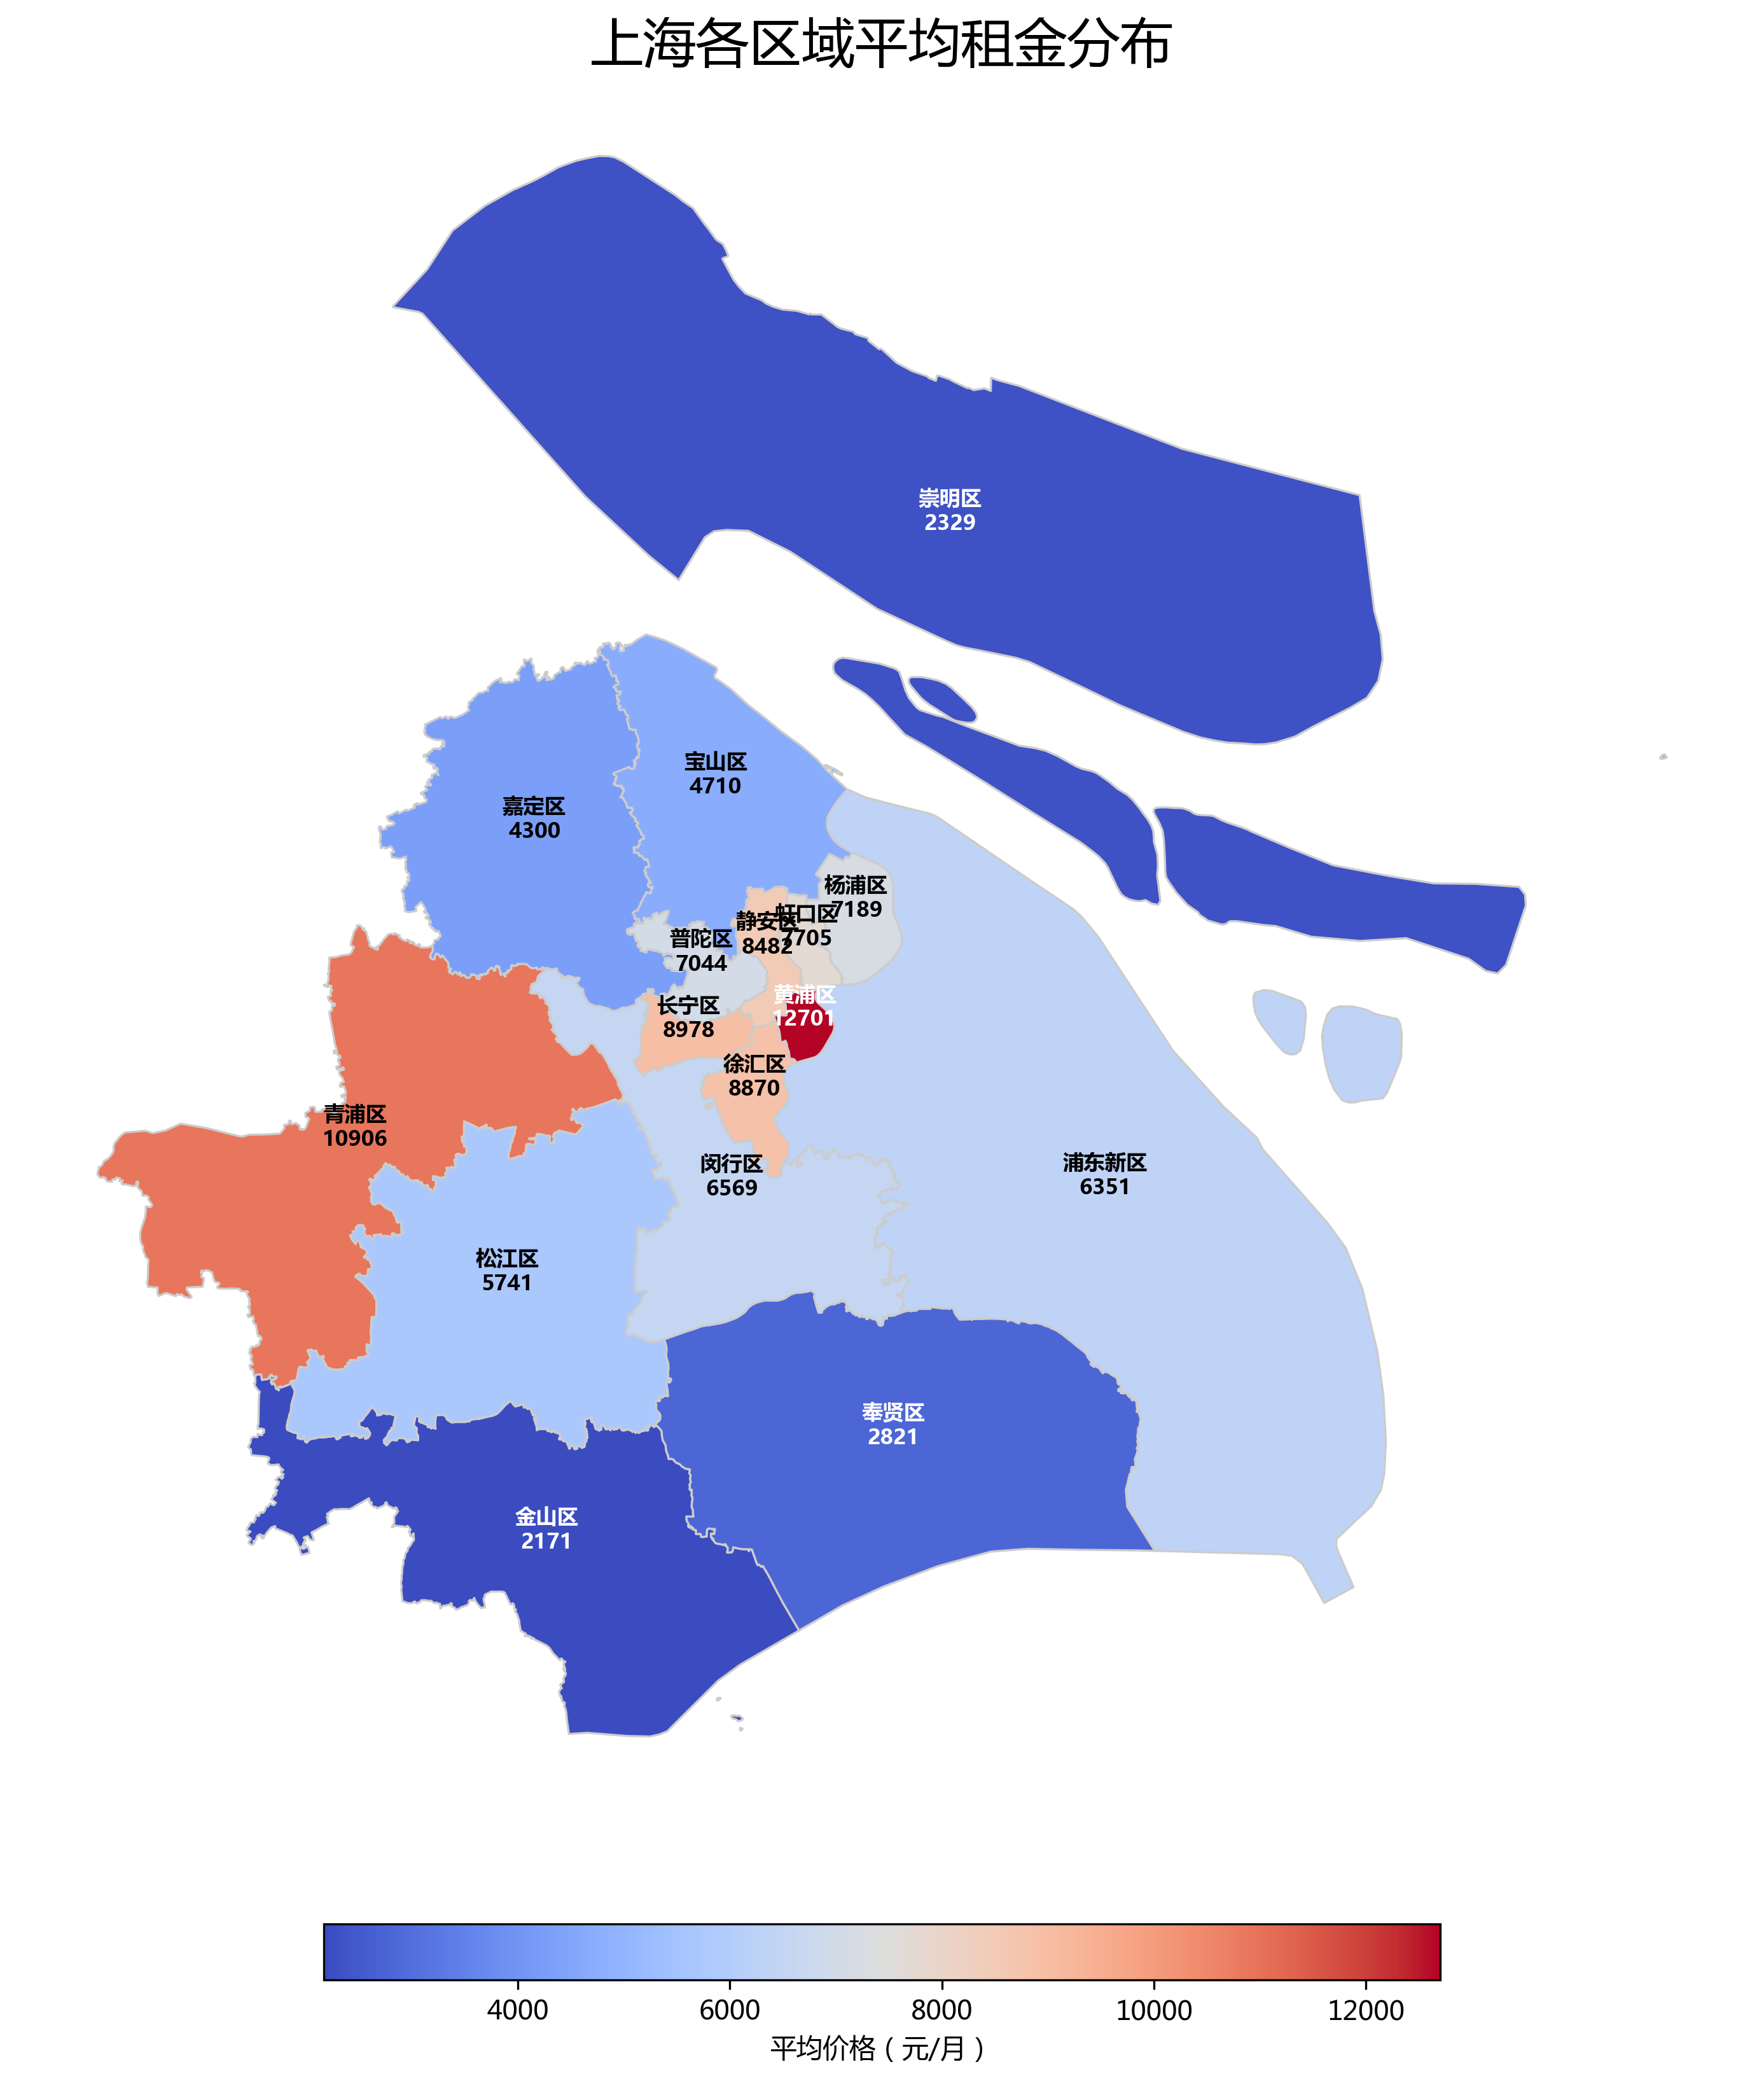 上海各区域平均租金分布
崇明区
2329
宝山区
4710
嘉定区
4300
杨浦区
7189
虹口区
7705
静安区
8482
普陀区
7044
黄浦区
12701
长宁区
8978
徐汇区
8870
青浦区
10906
闵行区
6569
浦东新区
6351
松江区
5741
奉贤区
2821
金山区
2171
4000 6000 8000 10000 12000
平均价格（元/月）